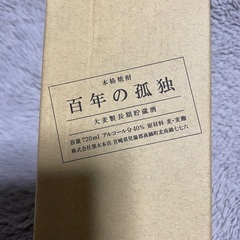 本格焼酎
百年の孤独
大麦製長期貯蔵酒
容量720ml アルコール分40% 原材料 麦・麦麹
株式会社黒木本店 宮崎県児湯郡高鍋町北高鍋七七六